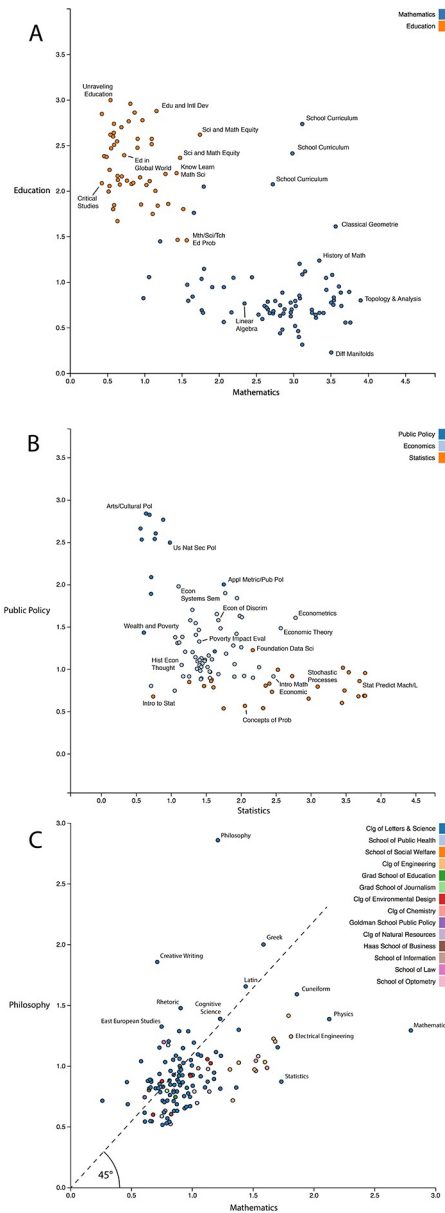 A
Mathematics
Education
3.5
3.0
2.5
2.0
1.5
1.0
0.5
0.0
Education
Unraveling
Education
Edu and Intl Dev
Sci and Math Equity
School Curriculum
Sci and Math Equity
School Curriculum
Ed in
Global World
Know Learn
Math Sci
School Curriculum
Critical
Studies
Classical Geometrie
Mth/Sci/Tch
Ed Prob
History of Math
Topology & Analysis
Linear
Algebra
Diff Manifolds
0.0
0.5
1.0
1.5
2.0
2.5
3.0
3.5
4.0
4.5
Mathematics
B
Public Policy
Economics
Statistics
3.5
3.0
2.5
2.0
1.5
1.0
0.5
0.0
Public Policy
Arts/Cultural Pol
Us Nat Sec Pol
Appl Metric/Pub Pol
Econ
Systems Sem
Econ of Discrim
Econometrics
Wealth and Poverty
Economic Theory
Poverty Impact Eval
Foundation Data Sci
Hist Econ
Thought
Stochastic
Processes
Intro Math
Economic
Stat Predict Mach/L
Intro to Stat
Concepts of Prob
0.0
0.5
1.0
1.5
2.0
2.5
3.0
3.5
4.0
4.5
Statistics
C
Clg of Letters & Science
School of Public Health
School of Social Welfare
Clg of Engineering
Grad School of Education
Grad School of Journalism
Clg of Environmental Design
Clg of Chemistry
Goldman School Public Policy
Clg of Natural Resources
Haas School of Business
School of Information
School of Law
School of Optometry
3.0
2.5
2.0
1.5
1.0
0.5
0.0
Philosophy
Philosophy
Greek
Creative Writing
Latin
Cuneiform
Rhetoric
Cognitive
Science
Physics
East European Studies
Mathematic
Electrical Engineering
Statistics
45°
0.0
0.5
1.0
1.5
2.0
2.5
3.0
Mathematics